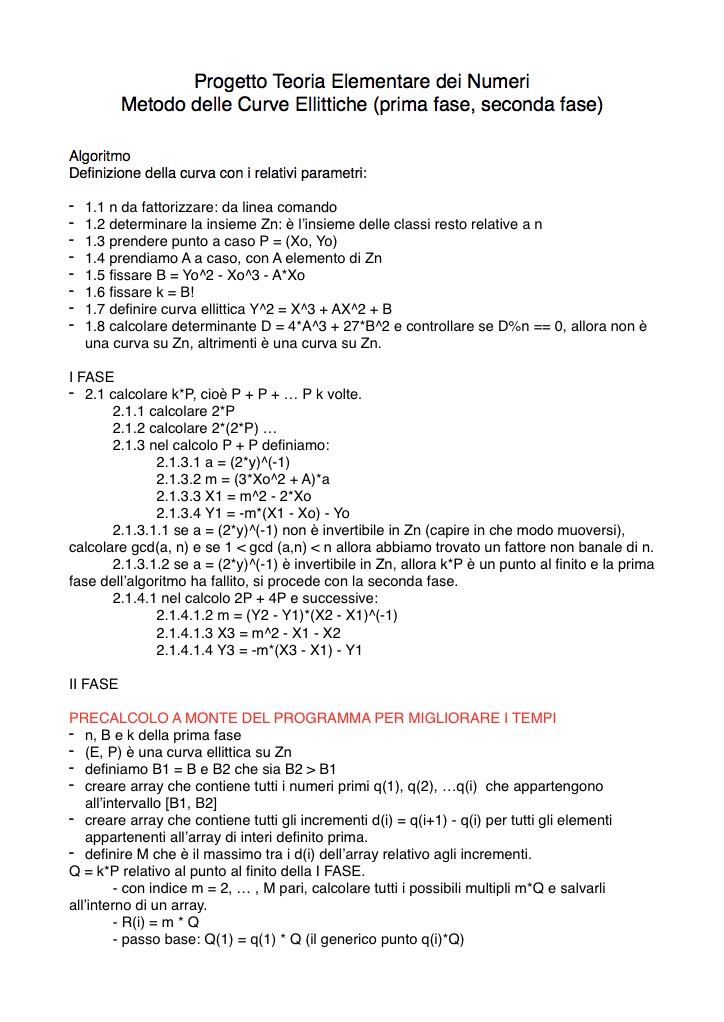 Progetto Teoria Elementare dei Numeri
Metodo delle Curve Ellittiche (prima fase, seconda fase)
Algoritmo
Definizione della curva con i relativi parametri:
- 1.1 n da fattorizzare: da linea comando
- 1.2 determinare la insieme Zn: è l'insieme delle classi resto relative a n
- 1.3 prendere punto a caso P = (Xo, Yo)
- 1.4 prendiamo A a caso, con A elemento di Zn
- 1.5 fissare B = Yo^2 - Xo^3 - A*Xo
- 1.6 fissare k = B!
- 1.7 definire curva ellittica Y^2 = X^3 + AX^2 + B
- 1.8 calcolare determinante D = 4*A^3 + 27*B^2 e controllare se D%n == 0, allora non è
una curva su Zn, altrimenti è una curva su Zn.
I FASE
- 2.1 calcolare k*P, cioè P + P + … P k volte.
2.1.1 calcolare 2*P
2.1.2 calcolare 2*(2*P) …
2.1.3 nel calcolo P + P definiamo:
2.1.3.1 a = (2*y)^(-1)
2.1.3.2 m = (3*Xo^2 + A)*a
2.1.3.3 X1 = m^2 - 2*Xo
2.1.3.4 Y1 = -m*(X1 - Xo) - Yo
2.1.3.1.1 se a = (2*y)^(-1) non è invertibile in Zn (capire in che modo muoversi),
calcolare gcd(a, n) e se 1 < gcd (a,n) < n allora abbiamo trovato un fattore non banale di n.
2.1.3.1.2 se a = (2*y)^(-1) è invertibile in Zn, allora k*P è un punto al finito e la prima
fase dell'algoritmo ha fallito, si procede con la seconda fase.
2.1.4.1 nel calcolo 2P + 4P e successive:
2.1.4.1.2 m = (Y2 - Y1)*(X2 - X1)^(-1)
2.1.4.1.3 X3 = m^2 - X1 - X2
2.1.4.1.4 Y3 = -m*(X3 - X1) - Y1
II FASE
PRECALCOLO A MONTE DEL PROGRAMMA PER MIGLIORARE I TEMPI
- n, B e k della prima fase
- (E, P) è una curva ellittica su Zn
- definiamo B1 = B e B2 che sia B2 > B1
- creare array che contiene tutti i numeri primi q(1), q(2), …q(i) che appartengono
all'intervallo [B1, B2]
- creare array che contiene tutti gli incrementi d(i) = q(i+1) - q(i) per tutti gli elementi
appartenenti all'array di interi definito prima.
- definire M che è il massimo tra i d(i) dell'array relativo agli incrementi.
Q = k*P relativo al punto al finito della I FASE.
- con indice m = 2, … , M pari, calcolare tutti i possibili multipli m*Q e salvarli
all'interno di un array.
- R(i) = m * Q
- passo base: Q(1) = q(1) * Q (il generico punto q(i)*Q)